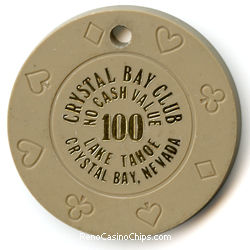 CRYSTAL BAY CLUB
NO CASH VALUE
100
LAKE TAHOE
CRYSTAL BAY, NEVADA
RenoCasinoChips.com